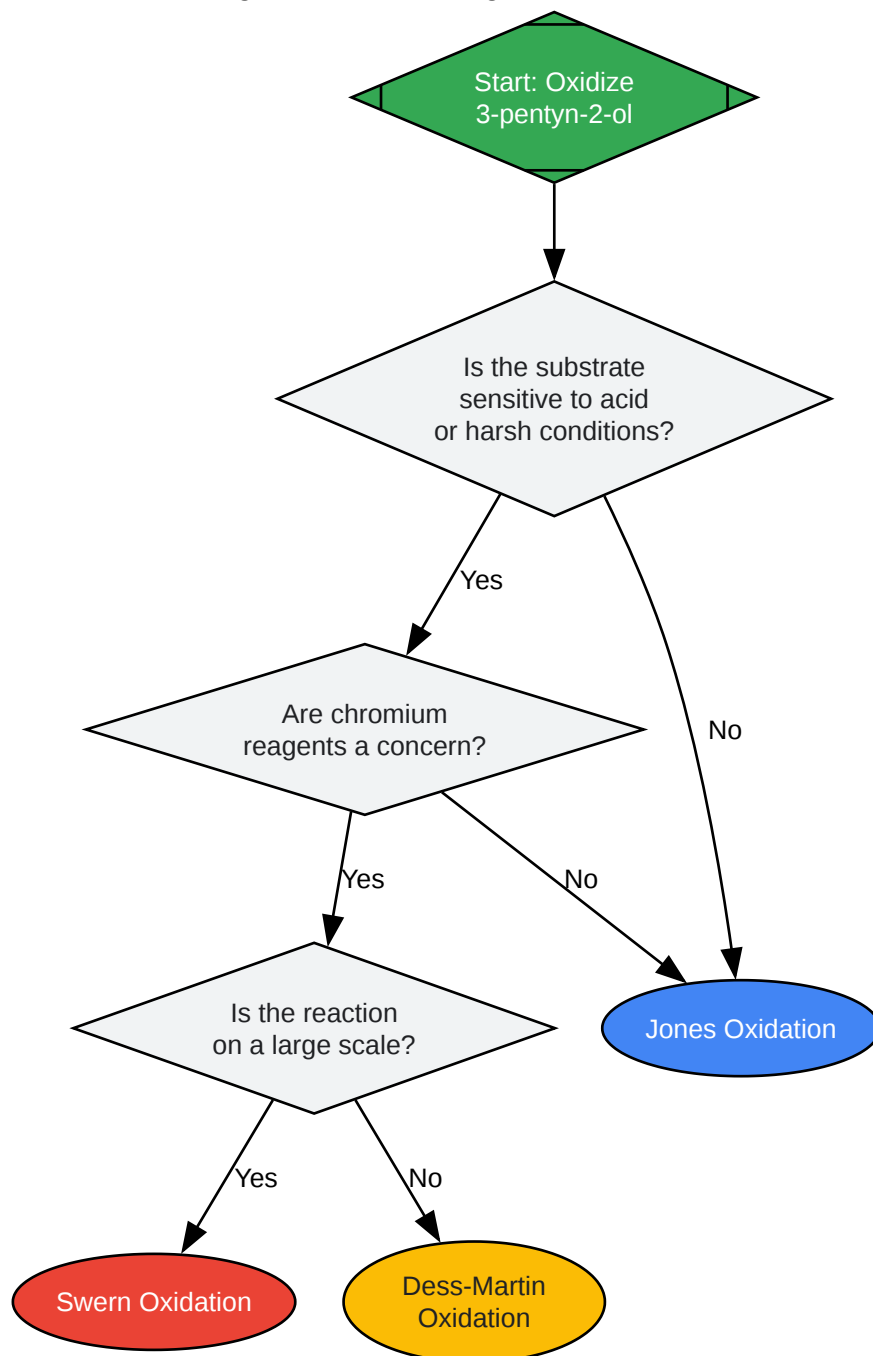 Start: Oxidize
3-pentyn-2-ol
Is the substrate
sensitive to acid
or harsh conditions?
Yes
No
Are chromium
reagents a concern?
Yes
No
Is the reaction
on a large scale?
Jones Oxidation
Yes
No
Swern Oxidation
Dess-Martin
Oxidation